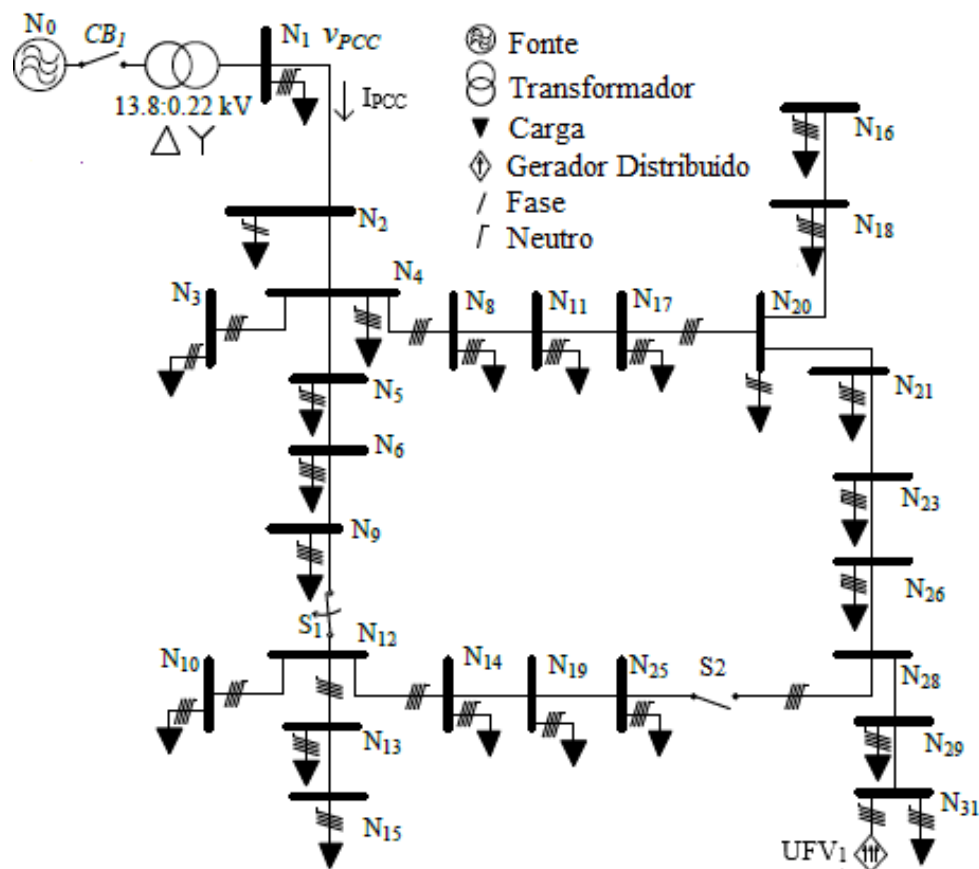 N0
CB1
N1
vPCC
IPCC
13.8:0.22 kV
Fonte
Transformador
Carga
Gerador Distribuido
Fase
Neutro
N16
N18
N2
N3
N4
N8
N11
N17
N20
N5
N21
N6
N23
N9
N26
S1
N12
N10
N14
N19
N25
S2
N28
N13
N29
N15
N31
UFV1